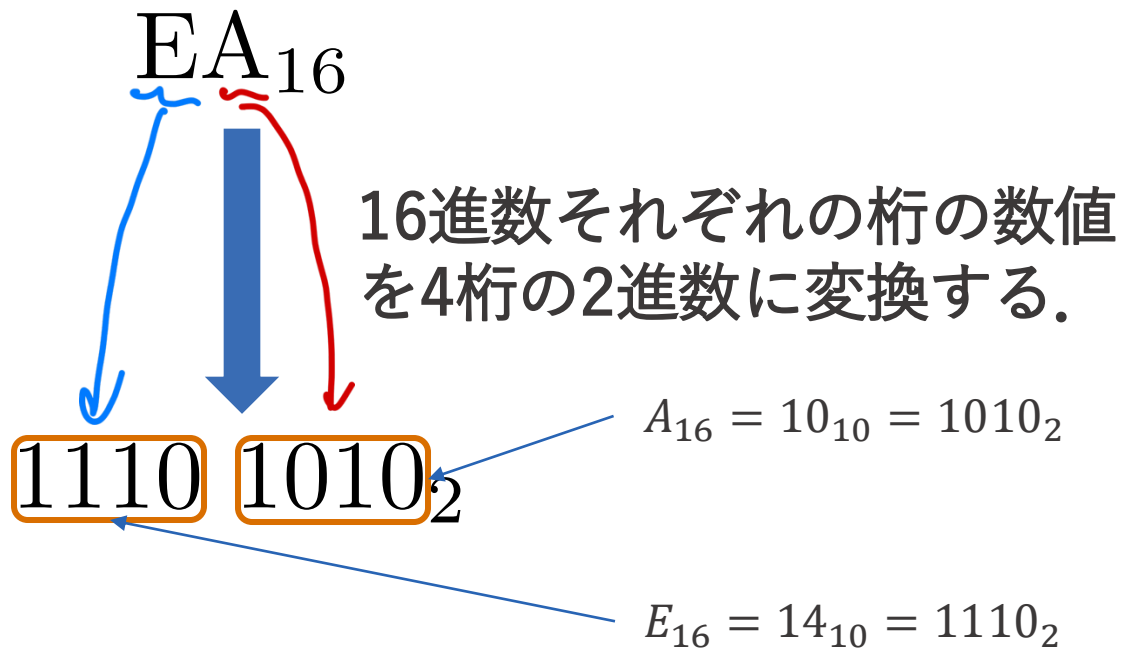 EA₁₆
16進数それぞれの桁の数値
を4桁の2進数に変換する.
A₁₆ = 10₁₀ = 1010₂
1110 1010₂
E₁₆ = 14₁₀ = 1110₂